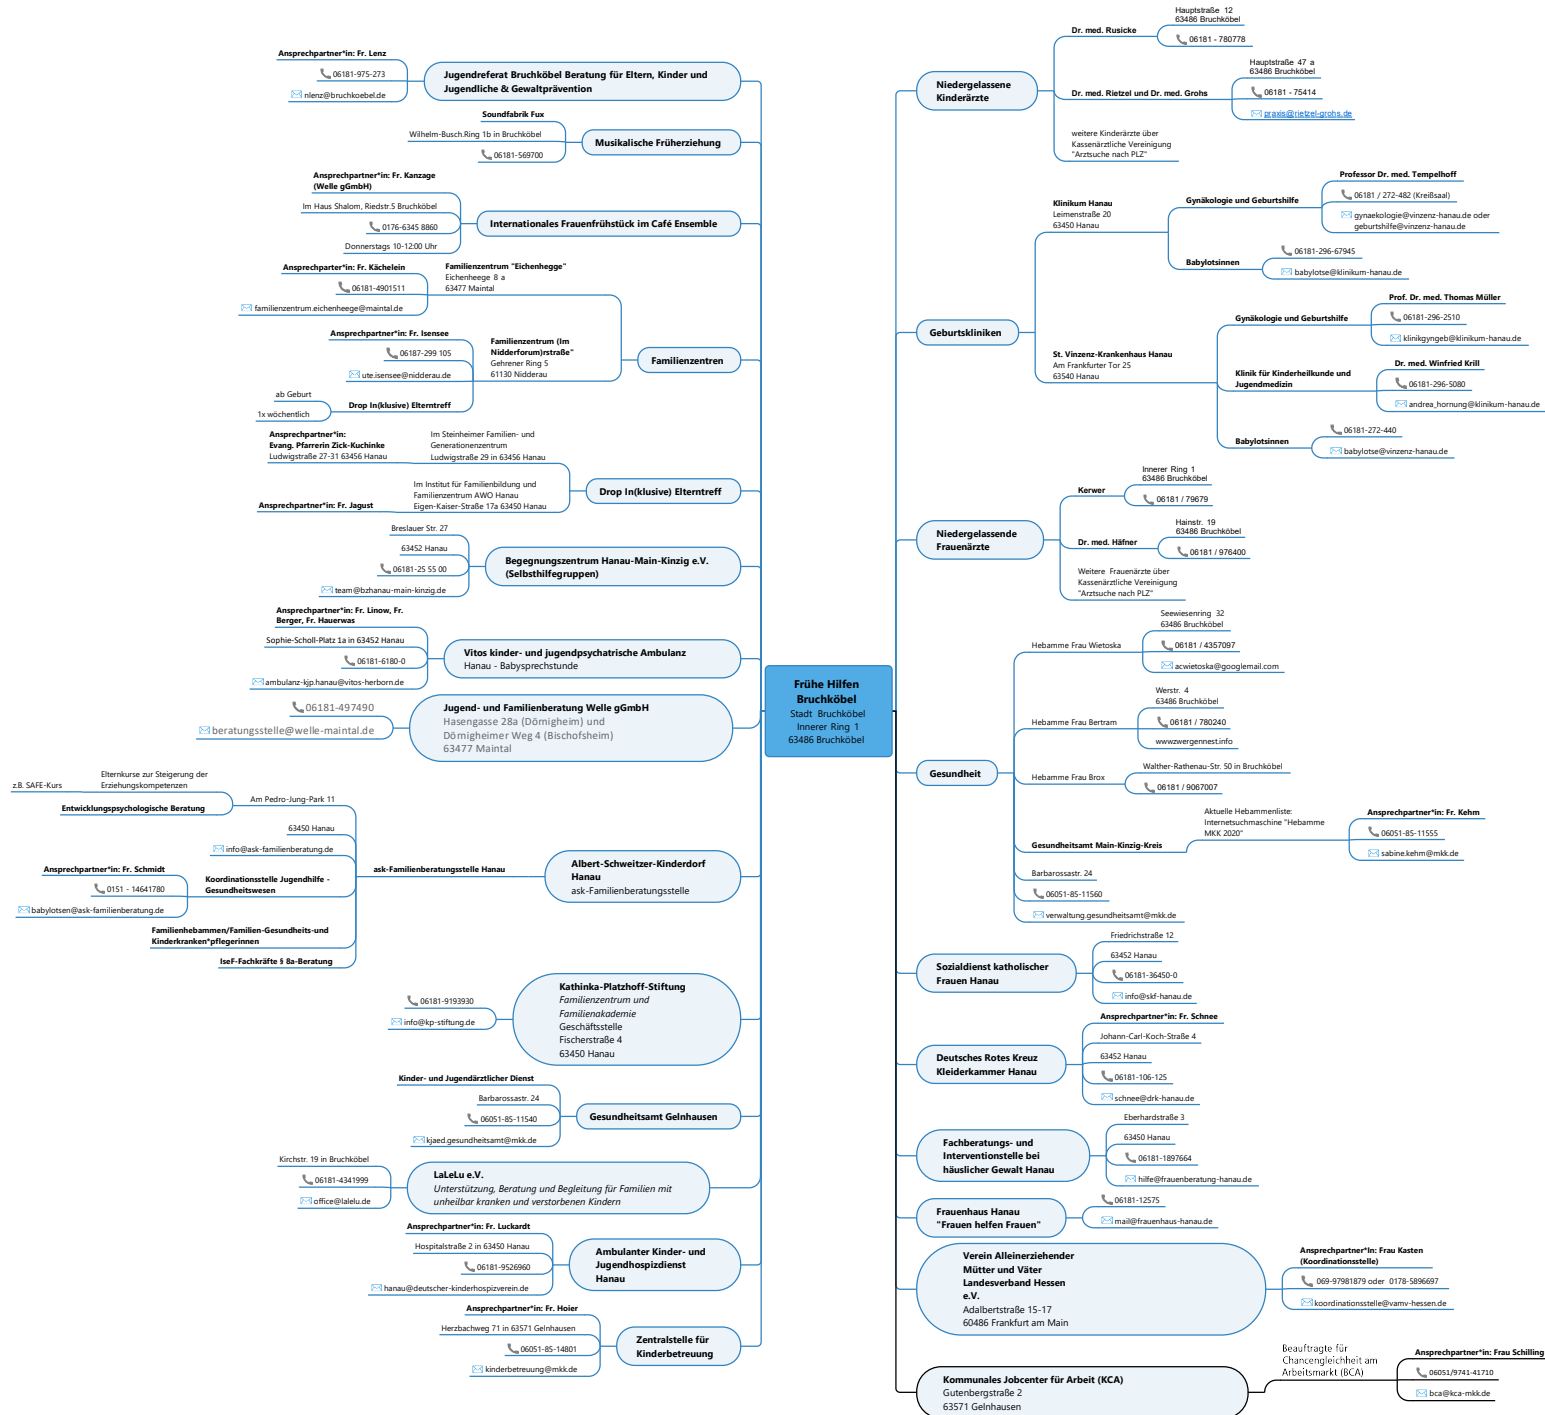 Frühe Hilfen
Bruchköbel
Stadt Bruchköbel
Innerer Ring 1
63486 Bruchköbel
Ansprechpartner*in: Fr. Lenz
06181-975-273
nlenz@bruchkoebel.de
Jugendreferat Bruchköbel Beratung für Eltern, Kinder und
Jugendliche & Gewaltprävention
Soundfabrik Fux
Wilhelm-Busch.Ring 1b in Bruchköbel
06181-569700
Musikalische Früherziehung
Ansprechpartner*in: Fr. Kanzage
(Welle gGmbH)
Im Haus Shalom, Riedstr.5 Bruchköbel
0176-6345 8860
Donnerstags 10-12:00 Uhr
Internationales Frauenfrühstück im Café Ensemble
Ansprechparter*in: Fr. Kächelein
06181-4901511
familienzentrum.eichenheege@maintal.de
Familienzentrum "Eichenhegge"
Eichenheege 8 a
63477 Maintal
Ansprechpartner*in: Fr. Isensee
06187-299 105
ute.isensee@nidderau.de
ab Geburt
1x wöchentlich
Drop In(klusive) Elterntreff
Familienzentrum (Im
Nidderforum)rstraße"
Gehrener Ring 5
61130 Nidderau
Familienzentren
Ansprechpartner*in:
Evang. Pfarrerin Zick-Kuchinke
Ludwigstraße 27-31 63456 Hanau
Im Steinheimer Familien- und
Generationenzentrum
Ludwigstraße 29 in 63456 Hanau
Ansprechpartner*in: Fr. Jagust
Im Institut für Familienbildung und
Familienzentrum AWO Hanau
Eigen-Kaiser-Straße 17a 63450 Hanau
Drop In(klusive) Elterntreff
Breslauer Str. 27
63452 Hanau
06181-25 55 00
team@bzhanau-main-kinzig.de
Begegnungszentrum Hanau-Main-Kinzig e.V.
(Selbsthilfegruppen)
Ansprechpartner*in: Fr. Linow, Fr.
Berger, Fr. Hauerwas
Sophie-Scholl-Platz 1a in 63452 Hanau
06181-6180-0
ambulanz-kjp.hanau@vitos-herborn.de
Vitos kinder- und jugendpsychatrische Ambulanz
Hanau - Babysprechstunde
06181-497490
beratungsstelle@welle-maintal.de
Jugend- und Familienberatung Welle gGmbH
Hasengasse 28a (Dörnigheim) und
Dörnigheimer Weg 4 (Bischofsheim)
63477 Maintal
z.B. SAFE-Kurs
Elternkurse zur Steigerung der
Erziehungskompetenzen
Entwicklungspsychologische Beratung
Am Pedro-Jung-Park 11
63450 Hanau
info@ask-familienberatung.de
Ansprechpartner*in: Fr. Schmidt
0151 - 14641780
babylotsen@ask-familienberatung.de
Koordinationsstelle Jugendhilfe -
Gesundheitswesen
Familienhebammen/Familien-Gesundheits-und
Kinderkranken*pflegerinnen
IseF-Fachkräfte § 8a-Beratung
ask-Familienberatungsstelle Hanau
Albert-Schweitzer-Kinderdorf
Hanau
ask-Familienberatungsstelle
06181-9193930
info@kp-stiftung.de
Kathinka-Platzhoff-Stiftung
Familienzentrum und
Familienakademie
Geschäftsstelle
Fischerstraße 4
63450 Hanau
Kinder- und Jugendärztlicher Dienst
Barbarossastr. 24
06051-85-11540
kjaed.gesundheitsamt@mkk.de
Gesundheitsamt Gelnhausen
Kirchstr. 19 in Bruchköbel
06181-4341999
office@lalelu.de
LaLeLu e.V.
Unterstützung, Beratung und Begleitung für Familien mit
unheilbar kranken und verstorbenen Kindern
Ansprechpartner*in: Fr. Luckardt
Hospitalstraße 2 in 63450 Hanau
06181-9526960
hanau@deutscher-kinderhospizverein.de
Ambulanter Kinder- und
Jugendhospizdienst
Hanau
Ansprechpartner*in: Fr. Hoier
Herzbachweg 71 in 63571 Gelnhausen
06051-85-14801
kinderbetreuung@mkk.de
Zentralstelle für
Kinderbetreuung
Niedergelassene
Kinderärzte
Dr. med. Rusicke
Hauptstraße 12
63486 Bruchköbel
06181 - 780778
Dr. med. Rietzel und Dr. med. Grohs
Hauptstraße 47 a
63486 Bruchköbel
06181 - 75414
praxis@rietzel-grohs.de
weitere Kinderärzte über
Kassenärztliche Vereinigung
"Arztsuche nach PLZ"
Geburtskliniken
Klinikum Hanau
Leimenstraße 20
63450 Hanau
Gynäkologie und Geburtshilfe
Professor Dr. med. Tempelhoff
06181 / 272-482 (Kreißsaal)
gynaekologie@vinzenz-hanau.de oder
geburtshilfe@vinzenz-hanau.de
Babylotsinnen
06181-296-67945
babylotse@klinikum-hanau.de
St. Vinzenz-Krankenhaus Hanau
Am Frankfurter Tor 25
63540 Hanau
Gynäkologie und Geburtshilfe
Prof. Dr. med. Thomas Müller
06181-296-2510
klinikgyngeb@klinikum-hanau.de
Klinik für Kinderheilkunde und
Jugendmedizin
Dr. med. Winfried Krill
06181-296-5080
andrea_hornung@klinikum-hanau.de
Babylotsinnen
06181-272-440
babylotse@vinzenz-hanau.de
Niedergelassende
Frauenärzte
Kerwer
Innerer Ring 1
63486 Bruchköbel
06181 / 79679
Dr. med. Häfner
Hainstr. 19
63486 Bruchköbel
06181 / 976400
Weitere Frauenärzte über
Kassenärztliche Vereinigung
"Arztsuche nach PLZ"
Gesundheit
Hebamme Frau Wietoska
Seewiesenring 32
63486 Bruchköbel
06181 / 4357097
acwietoska@googlemail.com
Hebamme Frau Bertram
Werstr. 4
63486 Bruchköbel
06181 / 780240
wwwzwergennest.info
Hebamme Frau Brox
Walther-Rathenau-Str. 50 in Bruchköbel
06181 / 9067007
Gesundheitsamt Main-Kinzig-Kreis
Aktuelle Hebammenliste:
Internetsuchmaschine "Hebamme
MKK 2020"
Ansprechpartner*in: Fr. Kehm
06051-85-11555
sabine.kehm@mkk.de
Barbarossastr. 24
06051-85-11560
verwaltung.gesundheitsamt@mkk.de
Sozialdienst katholischer
Frauen Hanau
Friedrichstraße 12
63452 Hanau
06181-36450-0
info@skf-hanau.de
Deutsches Rotes Kreuz
Kleiderkammer Hanau
Ansprechpartner*in: Fr. Schnee
Johann-Carl-Koch-Straße 4
63452 Hanau
06181-106-125
schnee@drk-hanau.de
Fachberatungs- und
Interventionstelle bei
häuslicher Gewalt Hanau
Eberhardstraße 3
63450 Hanau
06181-1897664
hilfe@frauenberatung-hanau.de
Frauenhaus Hanau
"Frauen helfen Frauen"
06181-12575
mail@frauenhaus-hanau.de
Verein Alleinerziehender
Mütter und Väter
Landesverband Hessen
e.V.
Adalbertstraße 15-17
60486 Frankfurt am Main
Ansprechpartner*In: Frau Kasten
(Koordinationsstelle)
069-97981879 oder 0178-5896697
koordinationsstelle@vamv-hessen.de
Kommunales Jobcenter für Arbeit (KCA)
Gutenbergstraße 2
63571 Gelnhausen
Beauftragte für
Chancengleichheit am
Arbeitsmarkt (BCA)
Ansprechpartner*in: Frau Schilling
06051/9741-41710
bca@kca-mkk.de